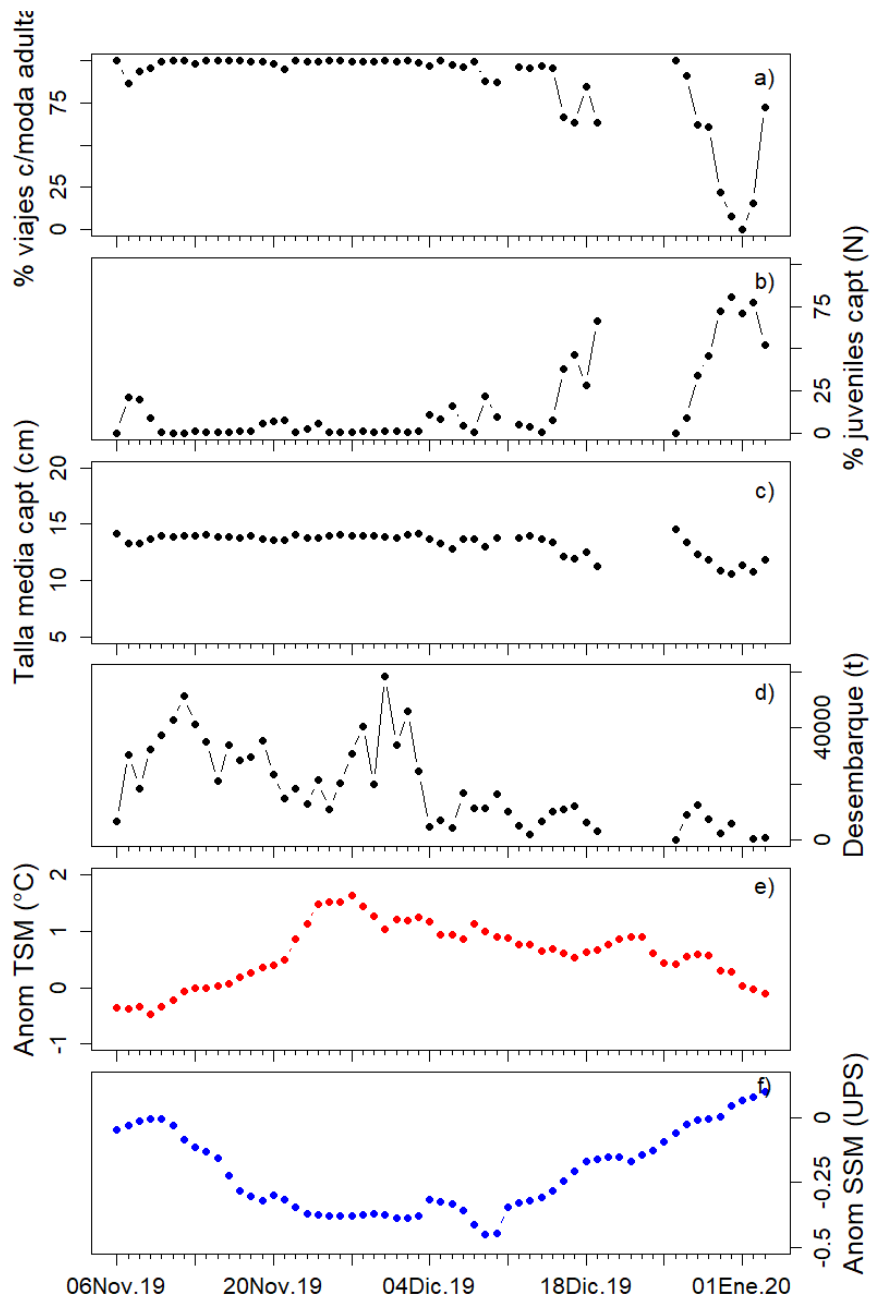 % viajes c/moda adulta
75
25
0
a)
% juveniles capt (N)
75
25
0
b)
Talla media capt (cm)
20
15
10
5
c)
Desembarque (t)
40000
0
d)
Anom TSM (°C)
2
1
0
-1
e)
Anom SSM (UPS)
0
-0.25
-0.5
f)
06Nov.19 20Nov.19 04Dic.19 18Dic.19 01Ene.20